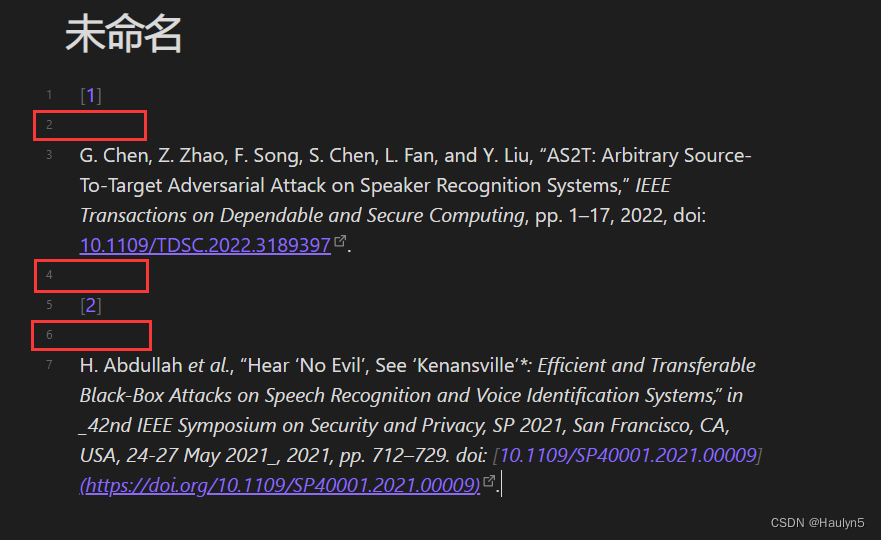 未命名
1 [1]
2
3 G. Chen, Z. Zhao, F. Song, S. Chen, L. Fan, and Y. Liu, “AS2T: Arbitrary Source-
To-Target Adversarial Attack on Speaker Recognition Systems,” IEEE
Transactions on Dependable and Secure Computing, pp. 1–17, 2022, doi:
10.1109/TDSC.2022.3189397.
4
5 [2]
6
7 H. Abdullah et al., “Hear ‘No Evil’, See ‘Kenansville’*: Efficient and Transferable
Black-Box Attacks on Speech Recognition and Voice Identification Systems,” in
_42nd IEEE Symposium on Security and Privacy, SP 2021, San Francisco, CA,
USA, 24-27 May 2021_, 2021, pp. 712–729. doi: [10.1109/SP40001.2021.00009]
(https://doi.org/10.1109/SP40001.2021.00009).
CSDN @Haulyn5